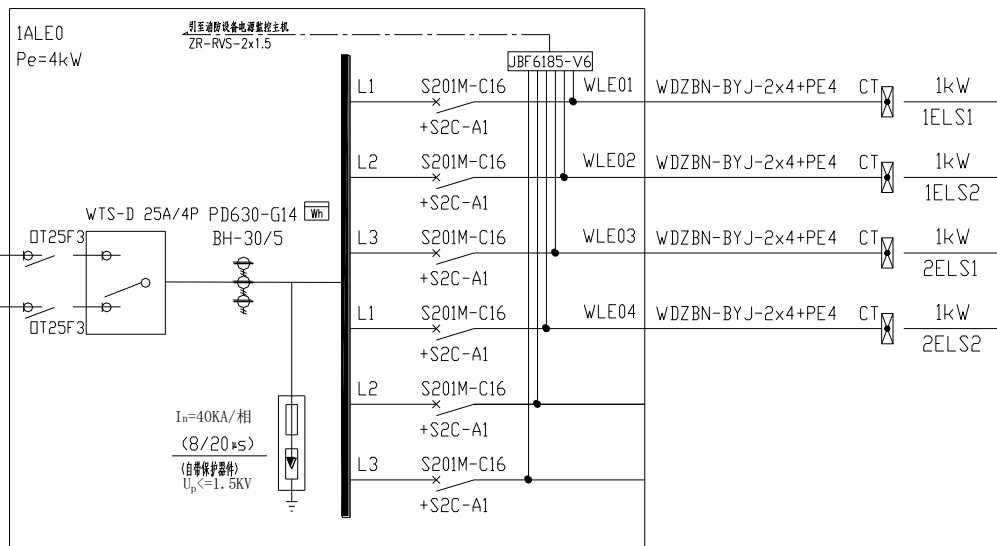 1ALE0
Pe=4kW
引至消防设备电源监控主机
ZR-RVS-2x1.5
JBF6185-V6
L1 S201M-C16 WLE01 WDZBN-BYJ-2x4+PE4 CT 1kW
+S2C-A1 1ELS1
L2 S201M-C16 WLE02 WDZBN-BYJ-2x4+PE4 CT 1kW
+S2C-A1 1ELS2
WTS-D 25A/4P PD630-G14 Wh
OT25F3 BH-30/5
L3 S201M-C16 WLE03 WDZBN-BYJ-2x4+PE4 CT 1kW
+S2C-A1 2ELS1
L1 S201M-C16 WLE04 WDZBN-BYJ-2x4+PE4 CT 1kW
OT25F3
+S2C-A1 2ELS2
L2 S201M-C16
+S2C-A1
In=40KA/相
(8/20μs)
(自带保护器件)
Up<=1.5KV
L3 S201M-C16
+S2C-A1